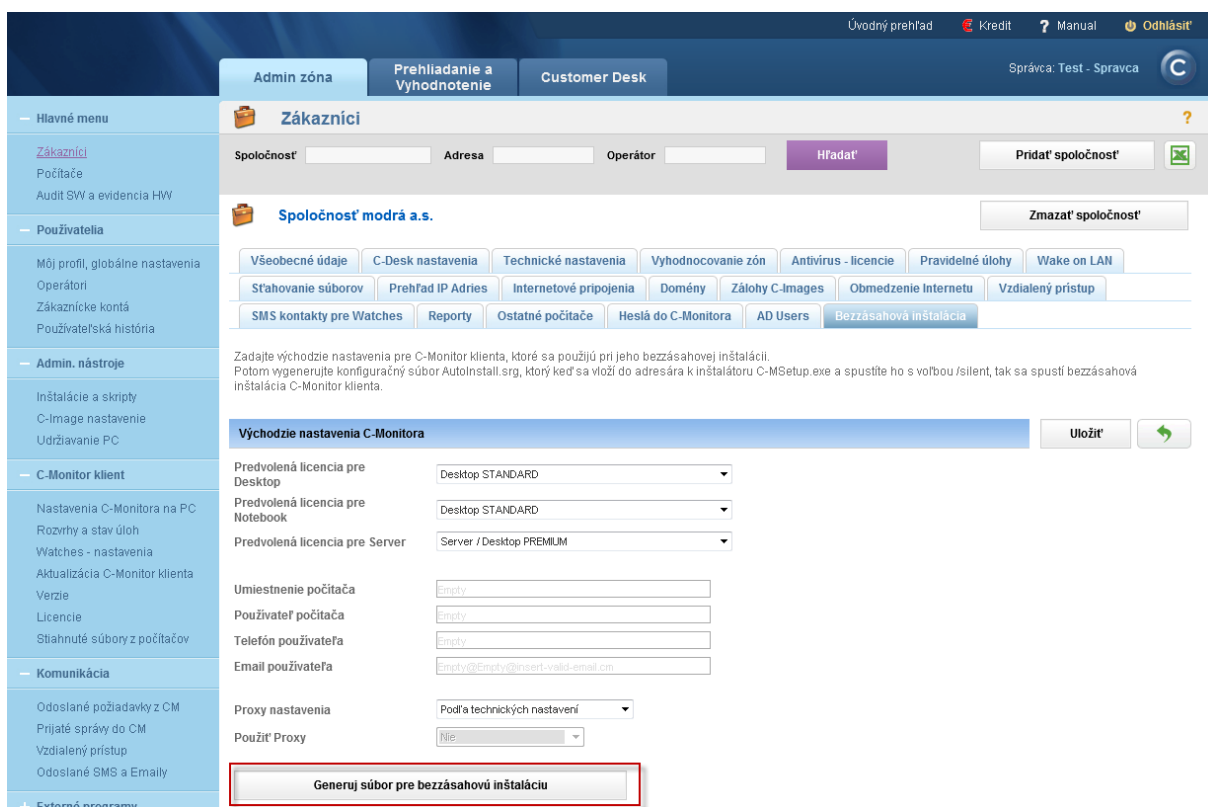 Úvodný prehľad
Kredit
? Manual
Odhlásiť
Admin zóna
Prehliadanie a
Vyhodnotenie
Customer Desk
Správca: Test - Spravca
Hlavné menu
Zákazníci
Počítače
Audit SW a evidencia HW
Používatelia
Môj profil, globálne nastavenia
Operátori
Zákaznícke kontá
Používateľská história
Admin. nástroje
Inštalácie a skripty
C-Image nastavenie
Udržiavanie PC
C-Monitor klient
Nastavenia C-Monitora na PC
Rozvrhy a stav úloh
Watches - nastavenia
Aktualizácia C-Monitor klienta
Verzie
Licencie
Stiahnuté súbory z počítačov
Komunikácia
Odoslané požiadavky z CM
Prijaté správy do CM
Vzdialený prístup
Odoslané SMS a Emaily
Externé programy
Zákazníci
?
Spoločnosť
Adresa
Operátor
Hľadať
Pridať spoločnosť
Spoločnosť modrá a.s.
Zmazať spoločnosť
Všeobecné údaje
C-Desk nastavenia
Technické nastavenia
Vyhodnocovanie zón
Antivírus - licencie
Pravidelné úlohy
Wake on LAN
Sťahovanie súborov
Prehľad IP Adries
Internetové pripojenia
Domény
Zálohy C-Images
Obmedzenie Internetu
Vzdialený prístup
SMS kontakty pre Watches
Reporty
Ostatné počítače
Heslá do C-Monitora
AD Users
Bezzásahová inštalácia
Zadajte východzie nastavenia pre C-Monitor klienta, ktoré sa použijú pri jeho bezzásahovej inštalácii.
Potom vygenerujte konfiguračný súbor AutoInstall.srg, ktorý keď sa vloží do adresára k inštalátoru C-MSetup.exe a spustíte ho s voľbou /silent, tak sa spustí bezzásahová
inštalácia C-Monitor klienta.
Východzie nastavenia C-Monitora
Uložiť
Predvolená licencia pre
Desktop
Desktop STANDARD
Predvolená licencia pre
Notebook
Desktop STANDARD
Predvolená licencia pre Server
Server / Desktop PREMIUM
Umiestnenie počítača
Empty
Používateľ počítača
Empty
Telefón používateľa
Empty
Email používateľa
Empty@Empty@insert-valid-email.cm
Proxy nastavenia
Podľa technických nastavení
Použiť Proxy
Nie
Generuj súbor pre bezzásahovú inštaláciu